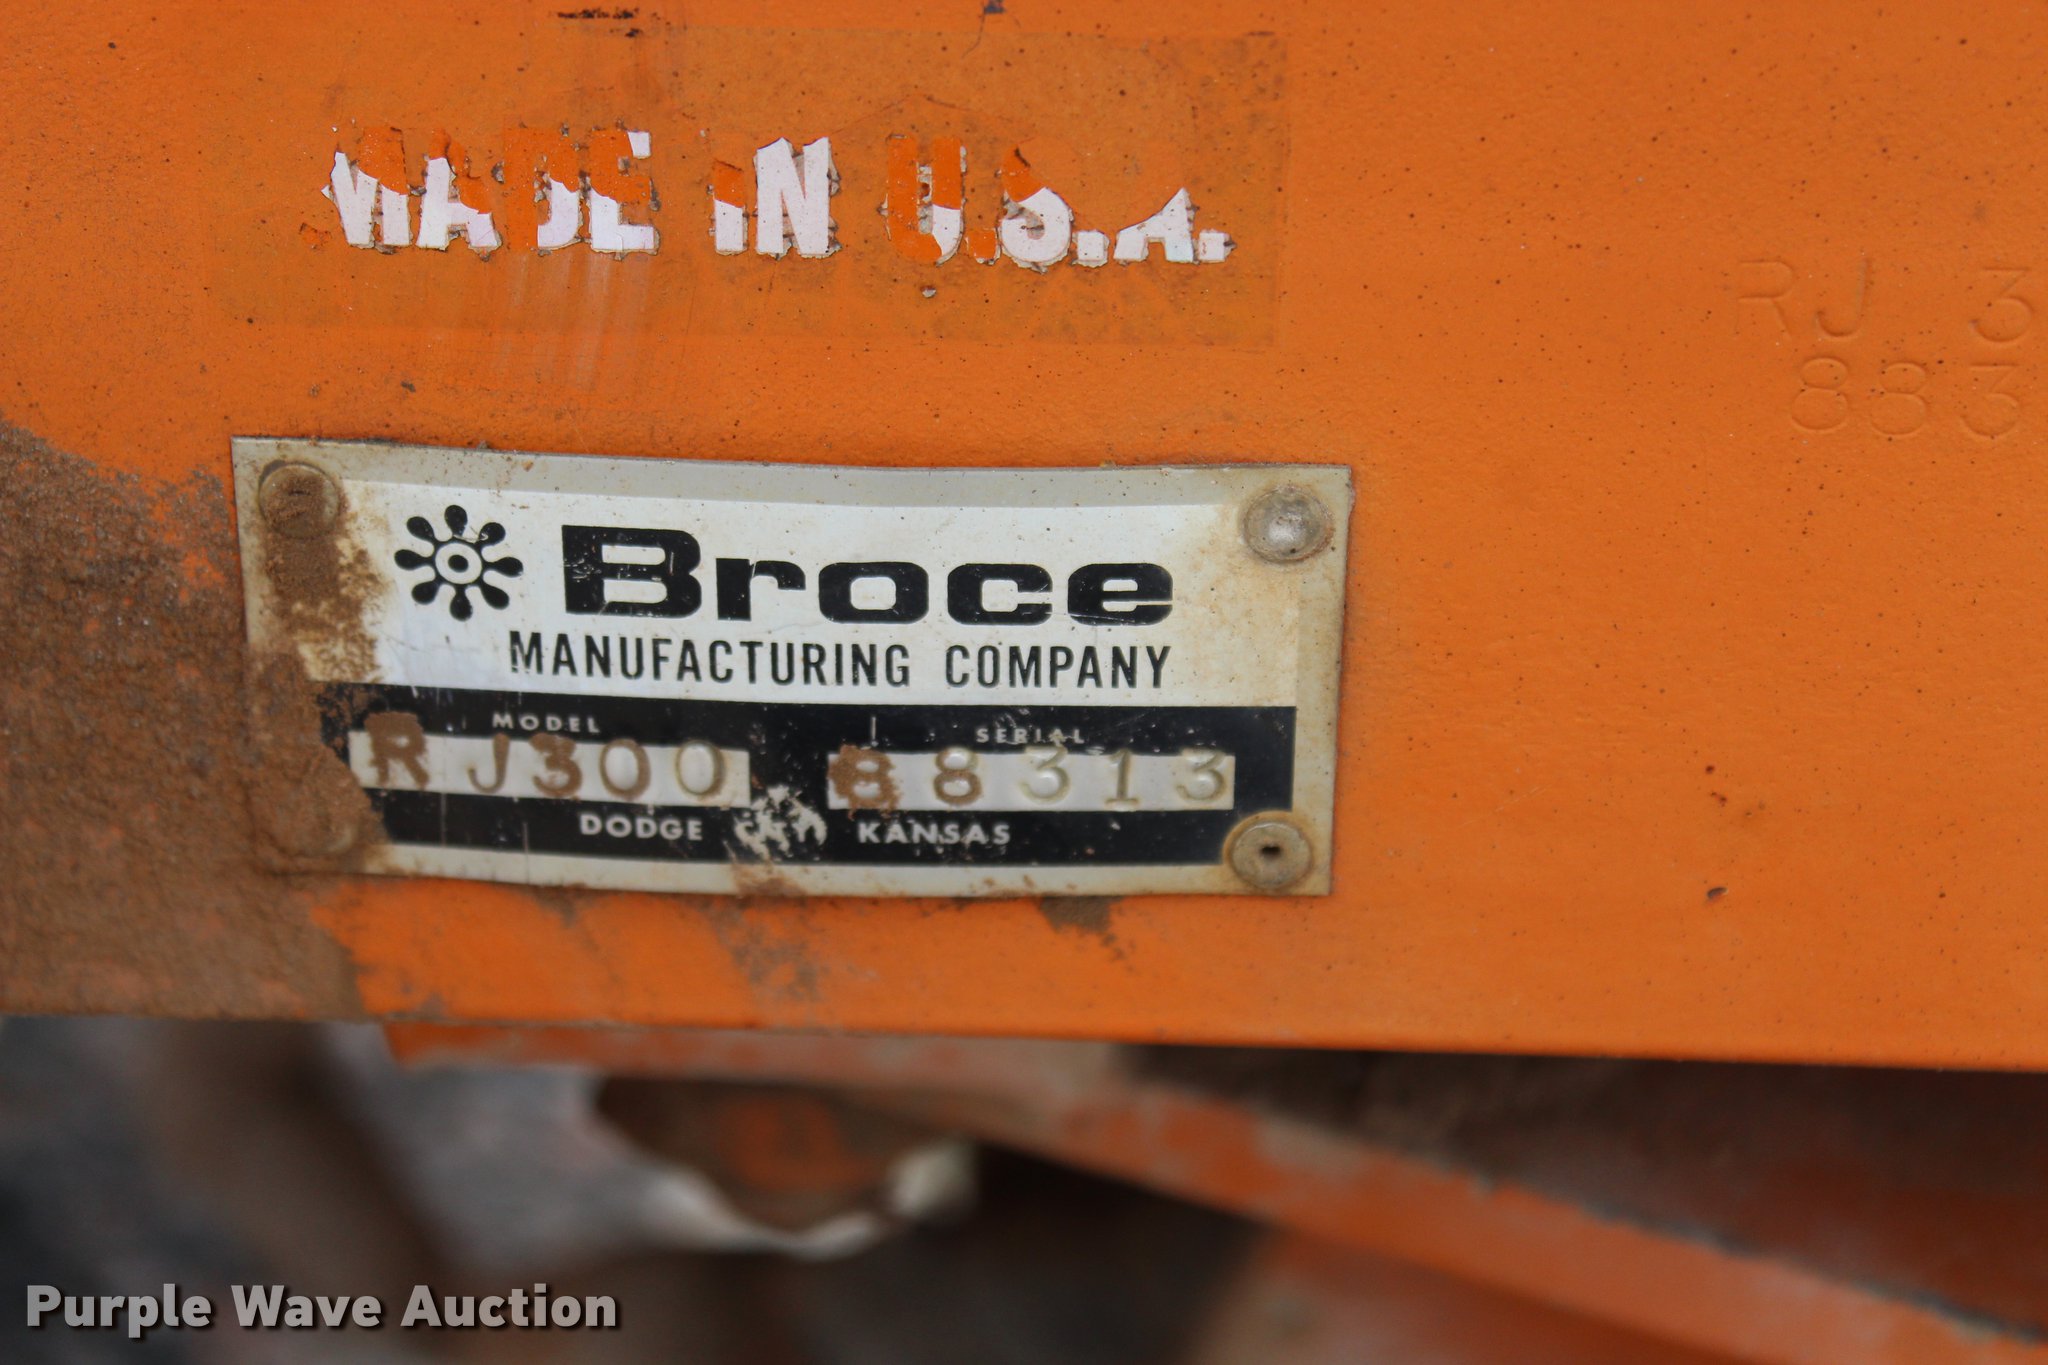 MADE IN U.S.A.
RJ 3
883
Broce
MANUFACTURING COMPANY
MODEL SERIAL
RJ300 88313
DODGE KANSAS
Purple Wave Auction